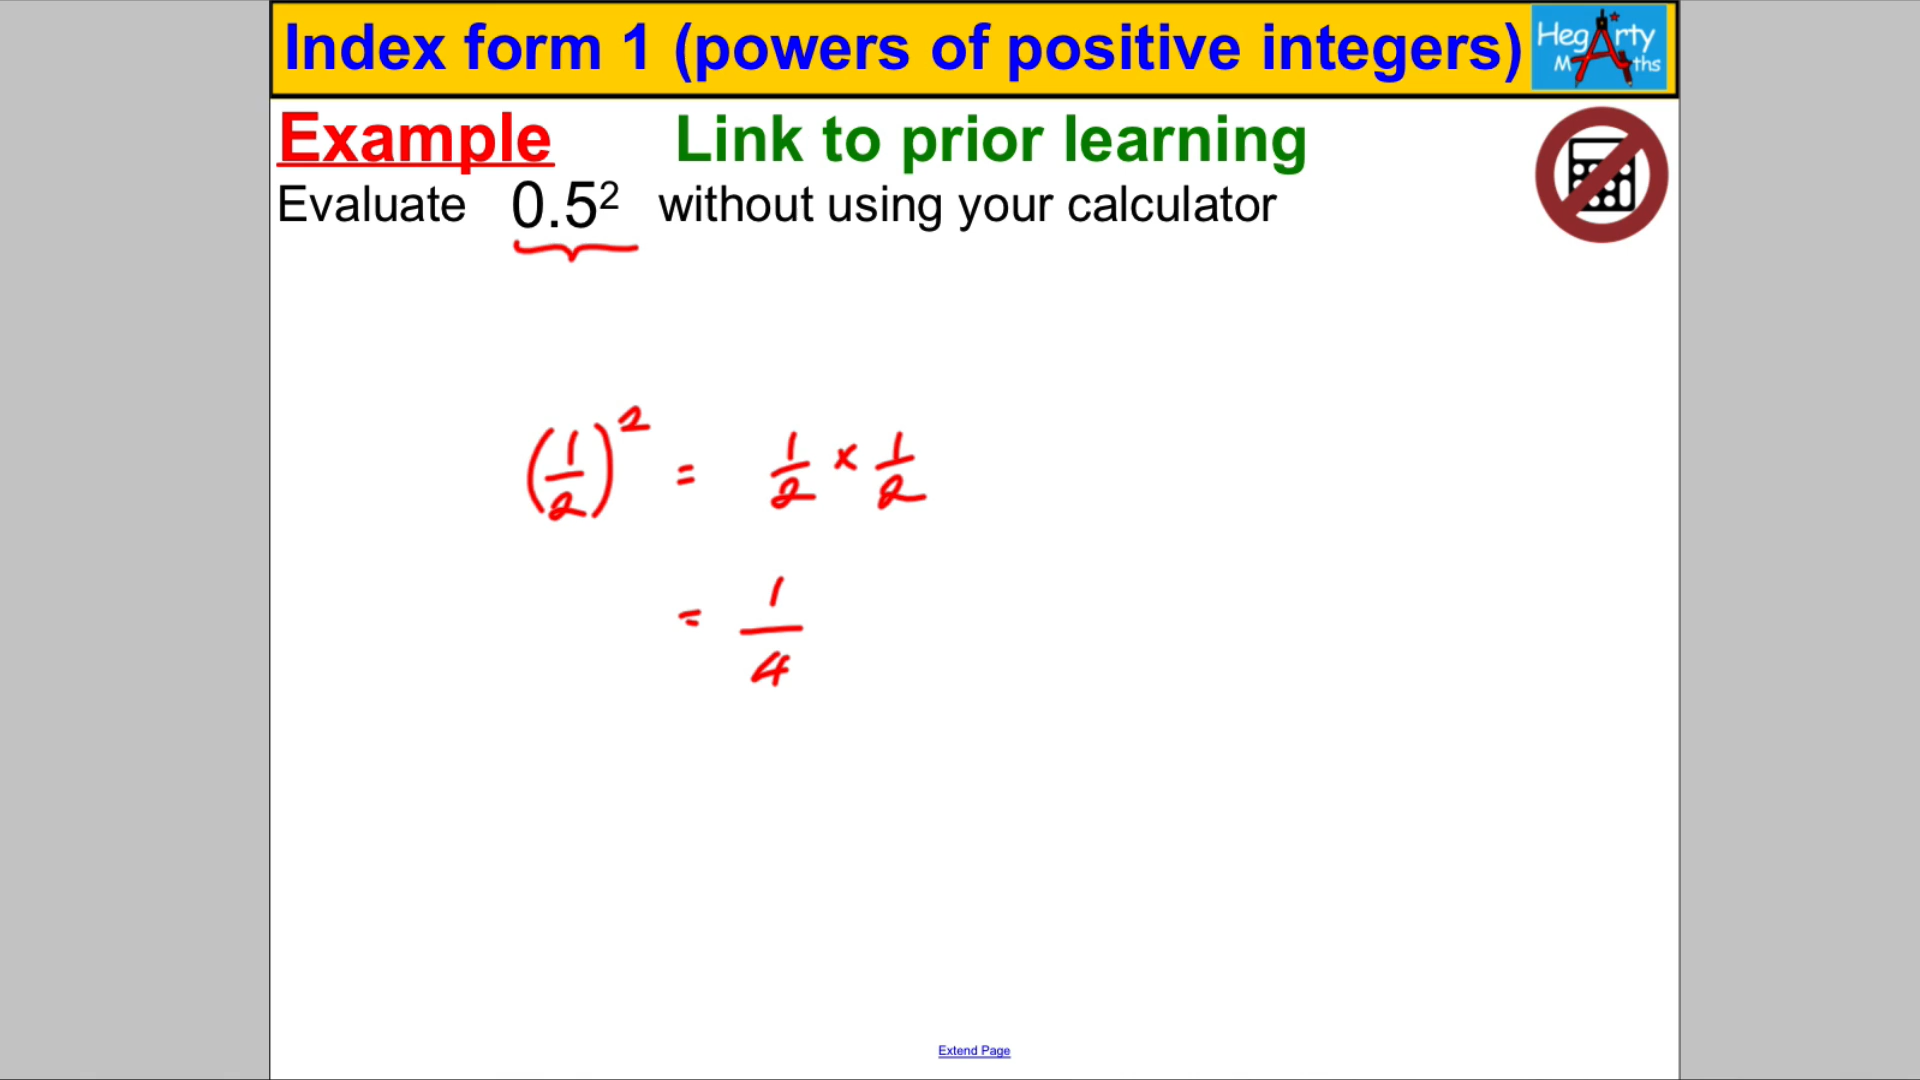 Index form 1 (powers of positive integers)
Hegarty
Maths
Example Link to prior learning
Evaluate 0.5² without using your calculator
(1/2)² = 1/2 × 1/2
= 1/4
Extend Page